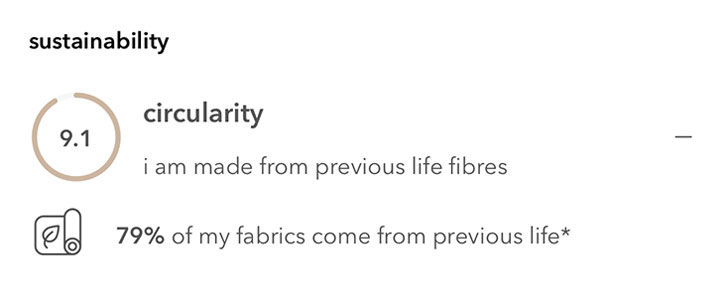 sustainability
circularity
9.1
i am made from previous life fibres
79% of my fabrics come from previous life*